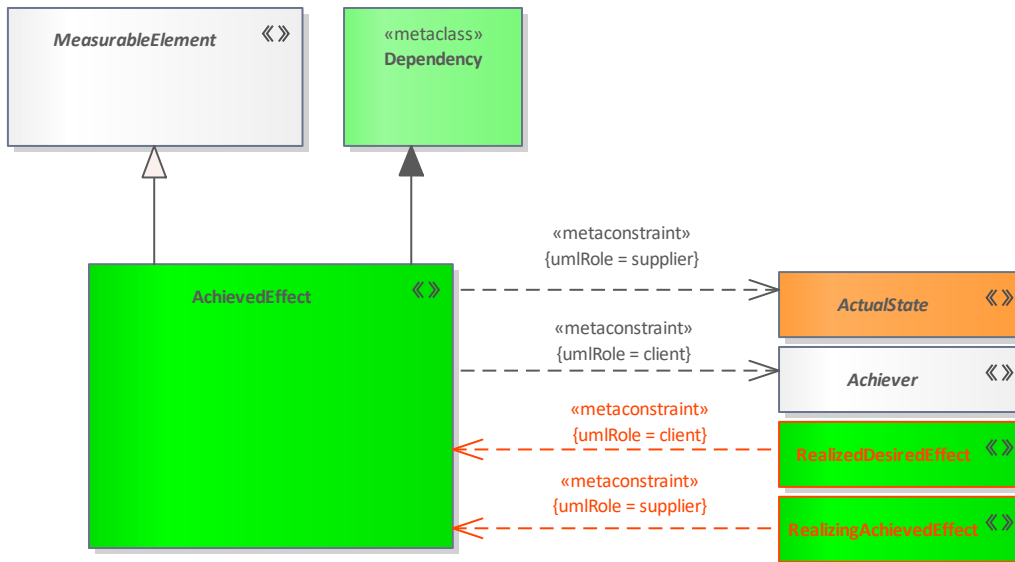 MeasurableElement
«»
«metaclass»
Dependency
AchievedEffect
«»
«metaconstraint»
{umlRole = supplier}
ActualState
«»
«metaconstraint»
{umlRole = client}
Achiever
«»
«metaconstraint»
{umlRole = client}
RealizedDesiredEffect
«»
«metaconstraint»
{umlRole = supplier}
RealizingAchievedEffect
«»